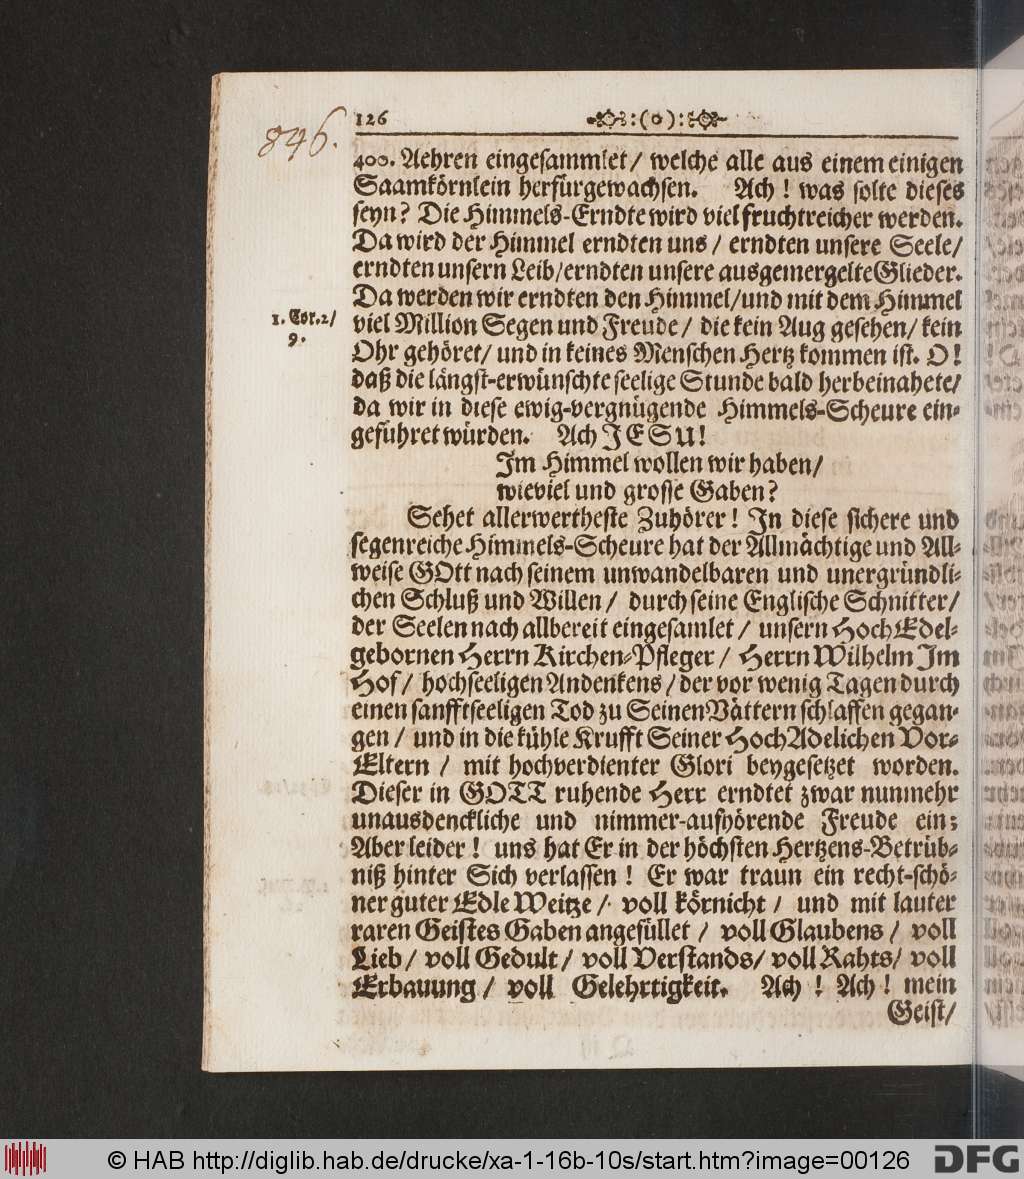 846.
126 :(o):
400. Aehren eingesammlet/ welche alle aus einem einigen
Saamkörnlein herfürgewachsen. Ach! was solte dieses
seyn? Die Himmels-Erndte wird viel fruchtreicher werden.
Da wird der Himmel erndten uns/ erndten unsere Seele/
erndten unsern Leib/erndten unsere ausgemergelte Glieder.
Da werden wir erndten den Himmel/und mit dem Himmel
1. Cor. 2/
9.
viel Million Segen und Freude/ die kein Aug gesehen/ kein
Ohr gehöret/ und in keines Menschen Hertz kommen ist. O!
daß die längst-erwünschte seelige Stunde bald herbeinahete/
da wir in diese ewig-vergnügende Himmels-Scheure ein-
geführet würden. Ach JESU!
Im Himmel wollen wir haben/
wieviel und grosse Gaben?
Sehet allerwertheste Zuhörer! In diese sichere und
segenreiche Himmels-Scheure hat der Allmächtige und All-
weise GOtt nach seinem unwandelbaren und unergründli-
chen Schluß und Willen/ durch seine Englische Schnitter/
der Seelen nach allbereit eingesamlet/ unsern HochEdel-
gebornen Herrn Kirchen-Pfleger/ Herrn Wilhelm Im
Hof/ hochseeligen Andenkens/ der vor wenig Tagen durch
einen sanfftseeligen Tod zu Seinen Vättern schlaffen gegan-
gen/ und in die kühle Krufft Seiner HochAdelichen Vor-
Eltern/ mit hochverdienter Glori beygesetzet worden.
Dieser in GOTT ruhende Herr erndtet zwar nunmehr
unausdenckliche und nimmer-aufhörende Freude ein;
Aber leider! uns hat Er in der höchsten Hertzens-Betrüb-
niß hinter Sich verlassen! Er war traun ein recht-schö-
ner guter Edle Weitze/ voll körnicht/ und mit lauter
raren Geistes Gaben angefüllet/ voll Glaubens/ voll
Lieb/ voll Gedult/ voll Verstands/ voll Rahts/ voll
Erbauung/ voll Gelehrtigkeit. Ach! Ach! mein
Geist/
© HAB http://diglib.hab.de/drucke/xa-1-16b-10s/start.htm?image=00126
DFG